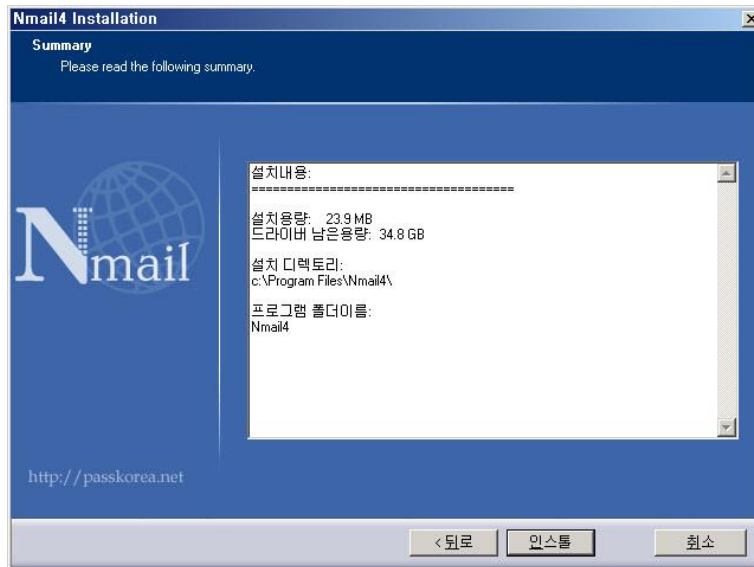 Nmail4 Installation
Summary
Please read the following summary.
Nmail
http://passkorea.net
설치내용:
=====================================
설치용량: 23.9 MB
드라이버 남은용량: 34.8 GB
설치 디렉토리:
c:\Program Files\Nmail4\
프로그램 폴더이름:
Nmail4
< 뒤로
인스톨
취소